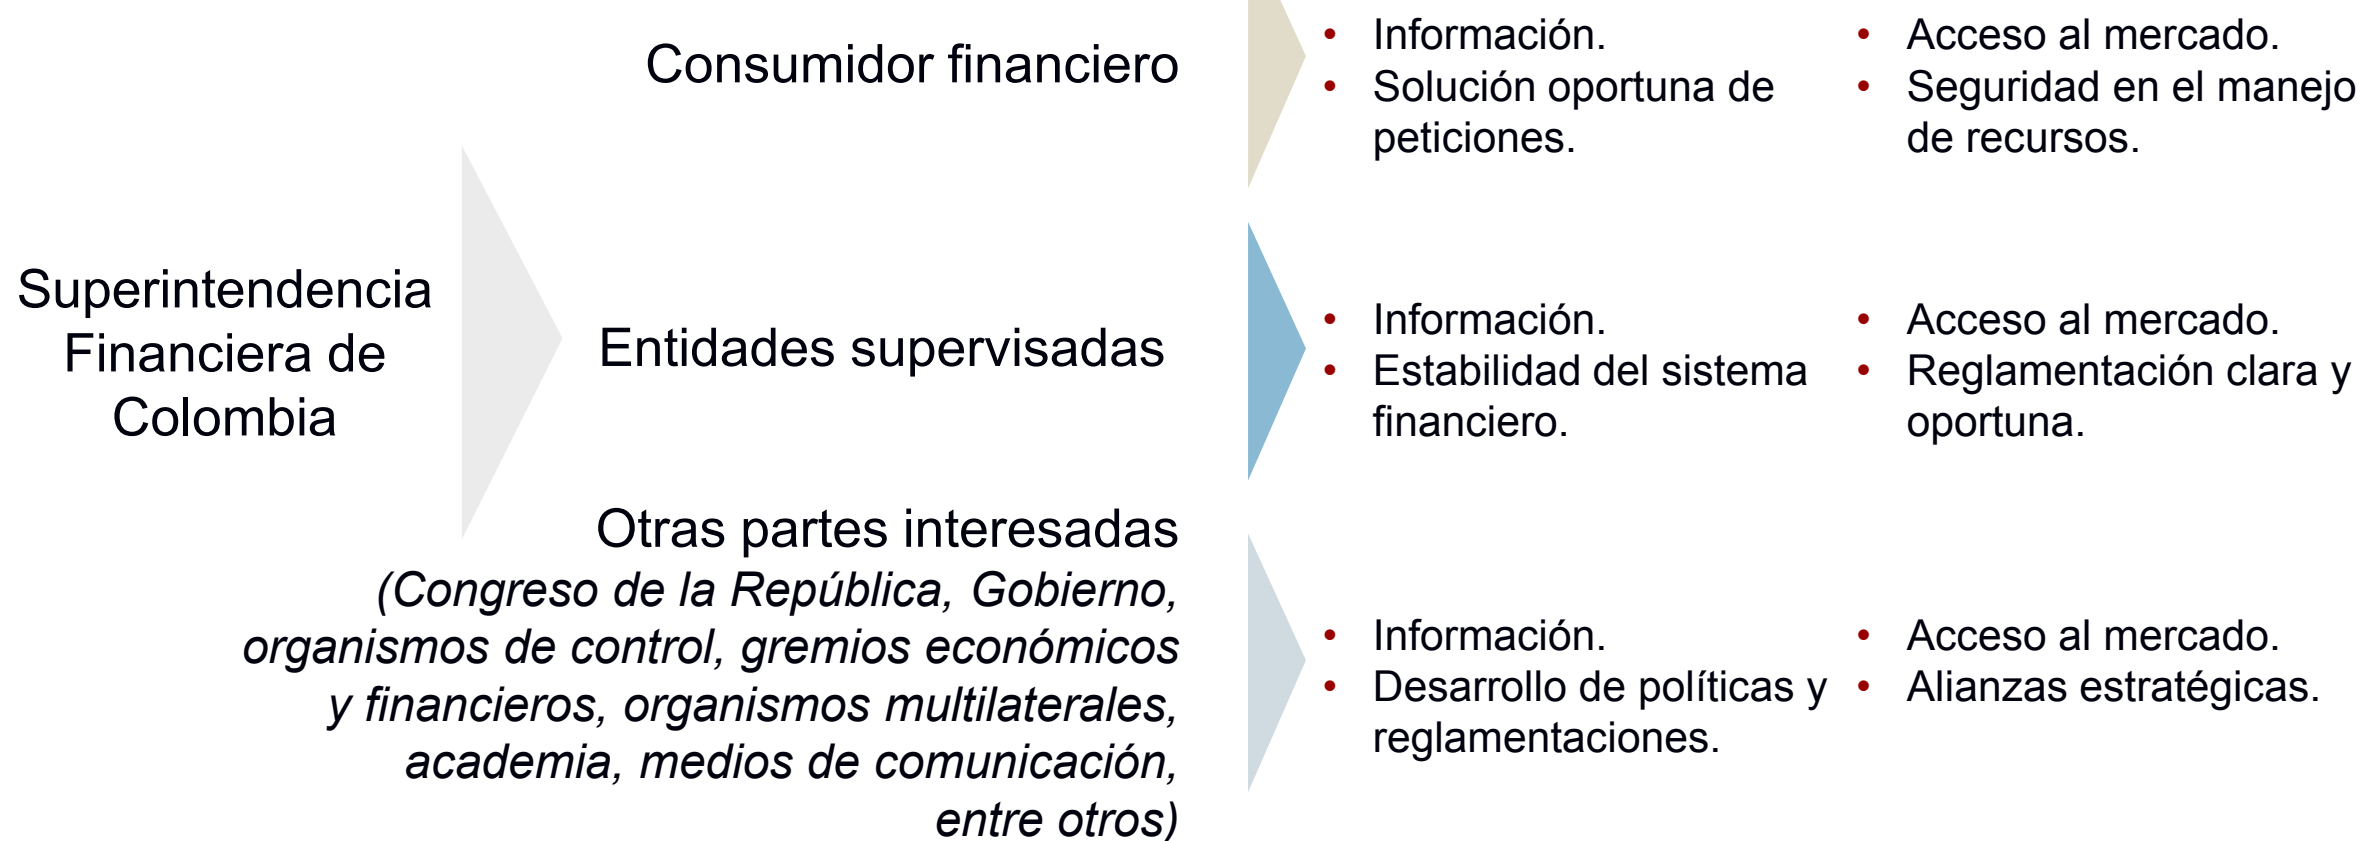 Consumidor financiero
• Información.
• Solución oportuna de
peticiones.
• Acceso al mercado.
• Seguridad en el manejo
de recursos.
Superintendencia
Financiera de
Colombia
Entidades supervisadas
• Información.
• Estabilidad del sistema
financiero.
• Acceso al mercado.
• Reglamentación clara y
oportuna.
Otras partes interesadas
(Congreso de la República, Gobierno,
organismos de control, gremios económicos
y financieros, organismos multilaterales,
academia, medios de comunicación,
entre otros)
• Información.
• Desarrollo de políticas y
reglamentaciones.
• Acceso al mercado.
• Alianzas estratégicas.